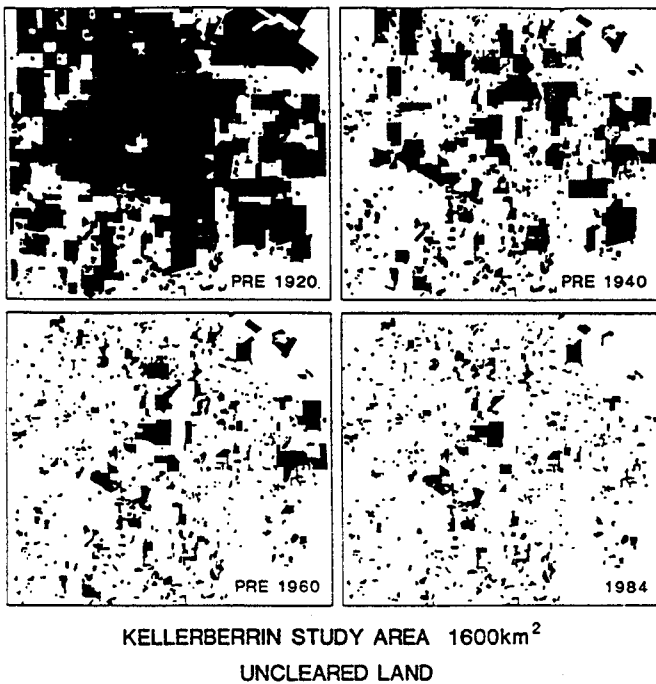 PRE 1920.
PRE 1940
PRE 1960
1984
KELLERBERRIN STUDY AREA 1600km²
UNCLEARED LAND